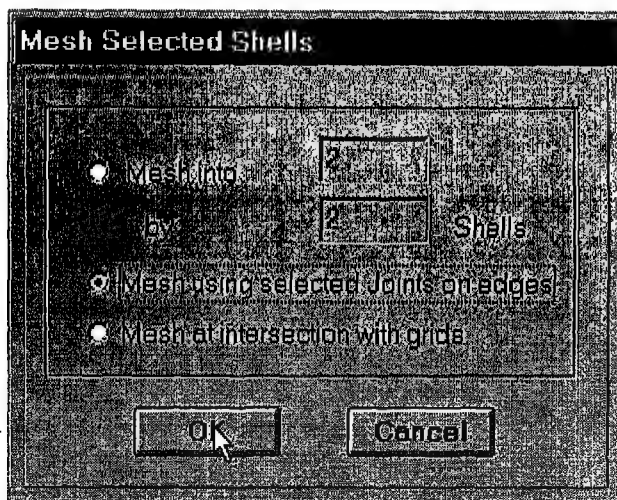 Mesh Selected Shells
Mesh into 2
by 2 Shells
Mesh using selected Joints on edges
Mesh at intersection with grids
OK Cancel